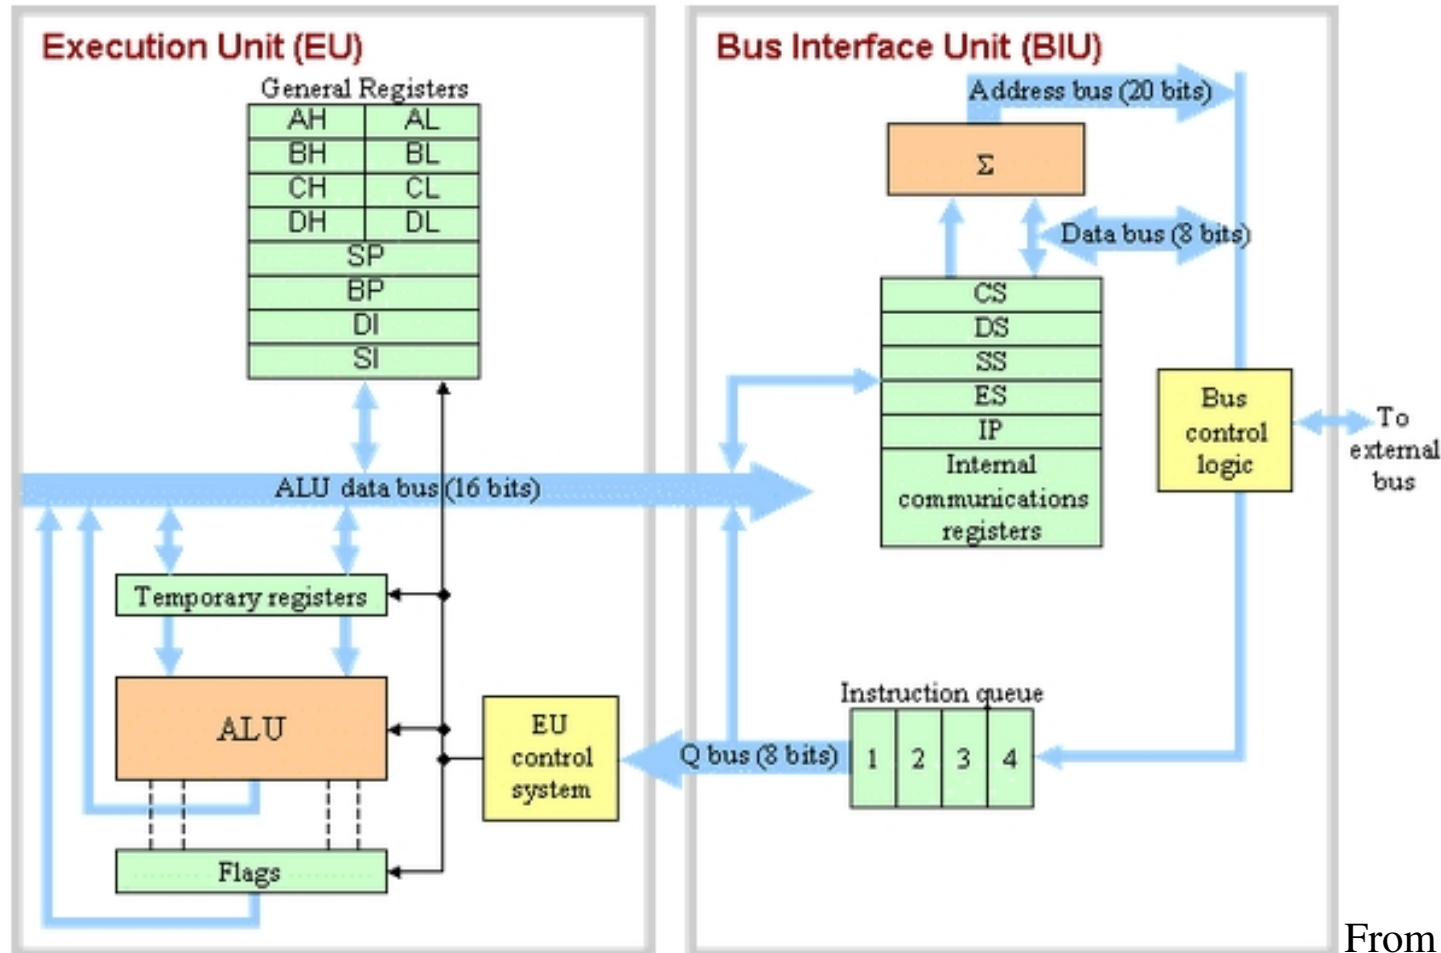 Execution Unit (EU)
General Registers
AH AL
BH BL
CH CL
DH DL
SP
BP
DI
SI
ALU data bus (16 bits)
Temporary registers
ALU
Flags
EU
control
system
Bus Interface Unit (BIU)
Address bus (20 bits)
Σ
Data bus (8 bits)
CS
DS
SS
ES
IP
Internal
communications
registers
Bus
control
logic
To
external
bus
Instruction queue
Q bus (8 bits)
1 2 3 4
From